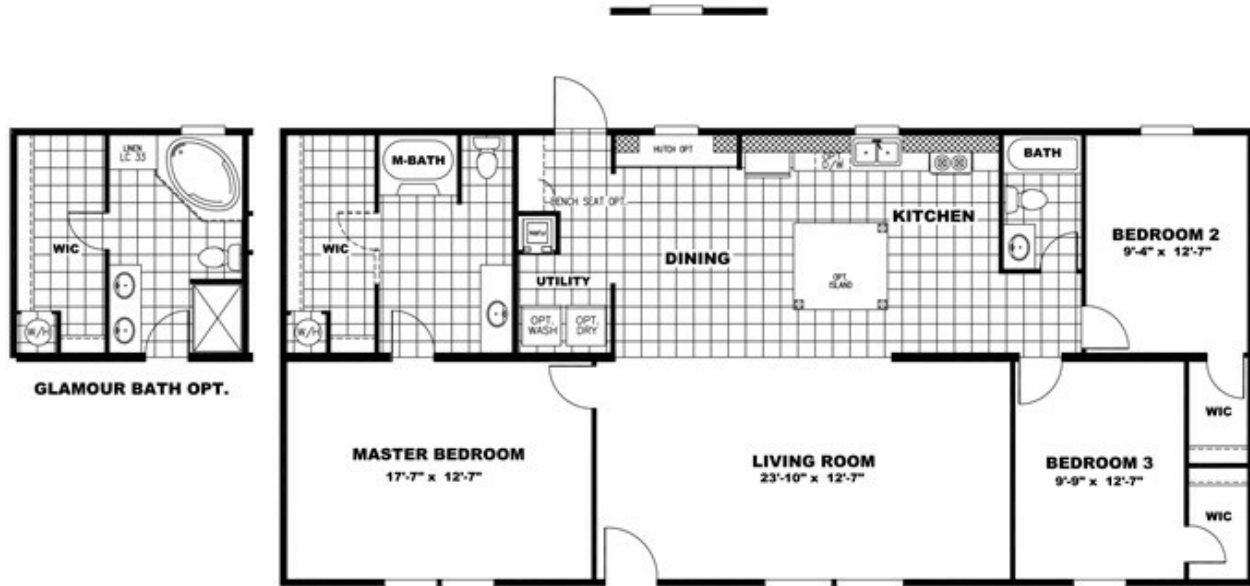 LINEN
LC 33
WIC
W/H
GLAMOUR BATH OPT.
M-BATH
WIC
W/H
HUTCH OPT
BENCH SEAT OPT.
UTILITY
OPT.
WASH
OPT.
DRY
DINING
OPT
D/W
KITCHEN
OPT.
ISLAND
BATH
BEDROOM 2
9'-4" x 12'-7"
MASTER BEDROOM
17'-7" x 12'-7"
LIVING ROOM
23'-10" x 12'-7"
BEDROOM 3
9'-9" x 12'-7"
WIC
WIC